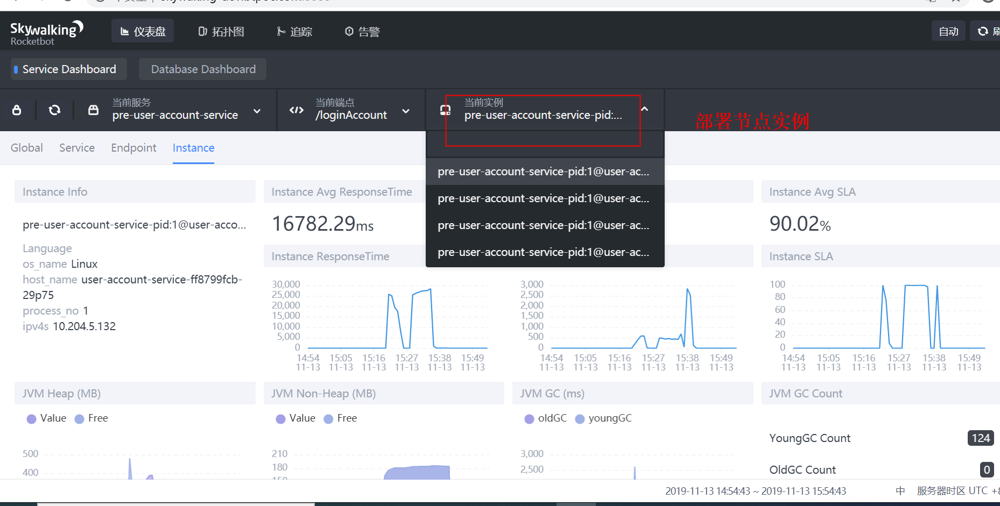 Skywalking
Rocketbot
仪表盘
拓扑图
追踪
告警
自动
Service Dashboard
Database Dashboard
当前服务
pre-user-account-service
当前端点
/loginAccount
当前实例
pre-user-account-service-pid:...
部署节点实例
Global
Service
Endpoint
Instance
pre-user-account-service-pid:1@user-ac...
pre-user-account-service-pid:1@user-ac...
pre-user-account-service-pid:1@user-ac...
pre-user-account-service-pid:1@user-ac...
Instance Info
pre-user-account-service-pid:1@user-acco...
Language
os_name Linux
host_name user-account-service-ff8799fcb-
29p75
process_no 1
ipv4s 10.204.5.132
Instance Avg ResponseTime
16782.29ms
Instance Avg SLA
90.02%
Instance ResponseTime
30,000
25,000
20,000
15,000
10,000
5,000
0
14:54 15:05 15:16 15:27 15:38 15:49
11-13 11-13 11-13 11-13 11-13 11-13
3,000
2,500
2,000
1,500
1,000
500
0
14:54 15:05 15:16 15:27 15:38 15:49
11-13 11-13 11-13 11-13 11-13 11-13
Instance SLA
100
80
60
40
20
0
14:54 15:05 15:16 15:27 15:38 15:49
11-13 11-13 11-13 11-13 11-13 11-13
JVM Heap (MB)
Value Free
500
400
JVM Non-Heap (MB)
Value Free
210
180
JVM GC (ms)
oldGC youngGC
3,000
2,500
JVM GC Count
YoungGC Count 124
OldGC Count 0
2019-11-13 14:54:43 ~ 2019-11-13 15:54:43
中
服务器时区 UTC +